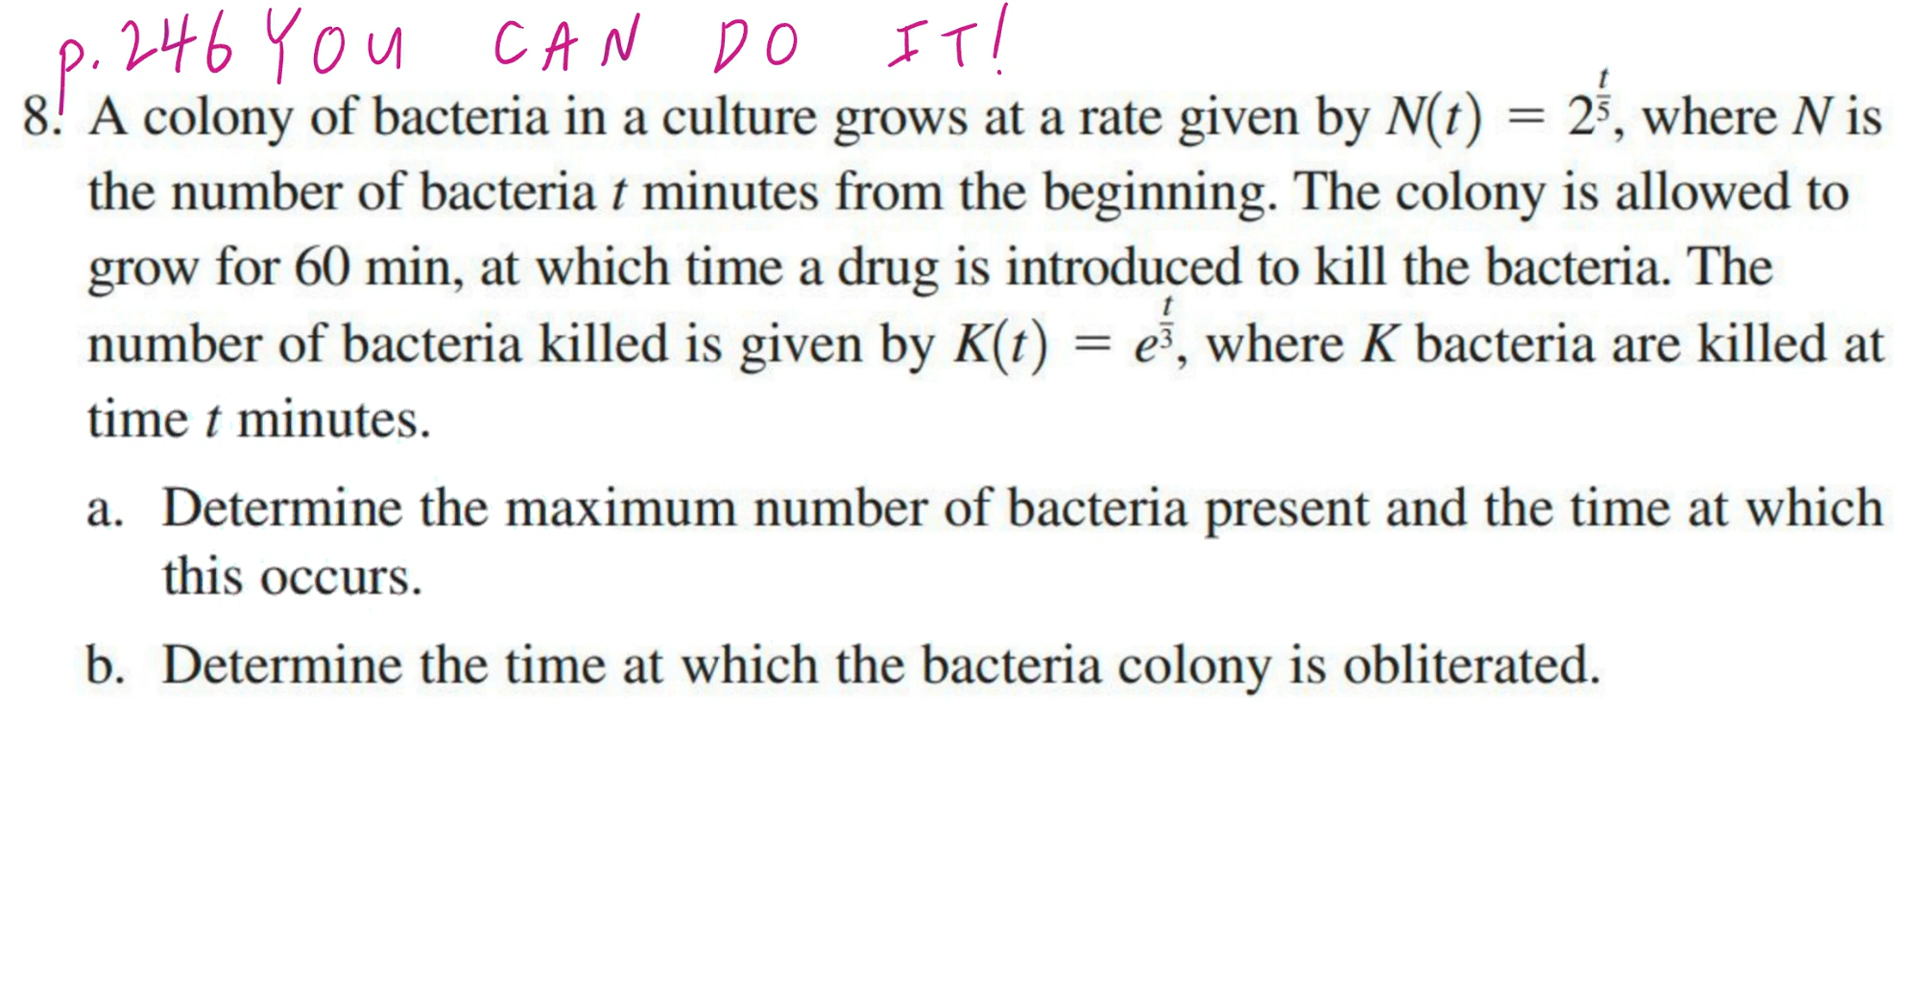 p. 246 YOU CAN DO IT!
8. A colony of bacteria in a culture grows at a rate given by N(t) = 2^(t/5), where N is
the number of bacteria t minutes from the beginning. The colony is allowed to
grow for 60 min, at which time a drug is introduced to kill the bacteria. The
number of bacteria killed is given by K(t) = e^(t/3), where K bacteria are killed at
time t minutes.
a. Determine the maximum number of bacteria present and the time at which
this occurs.
b. Determine the time at which the bacteria colony is obliterated.